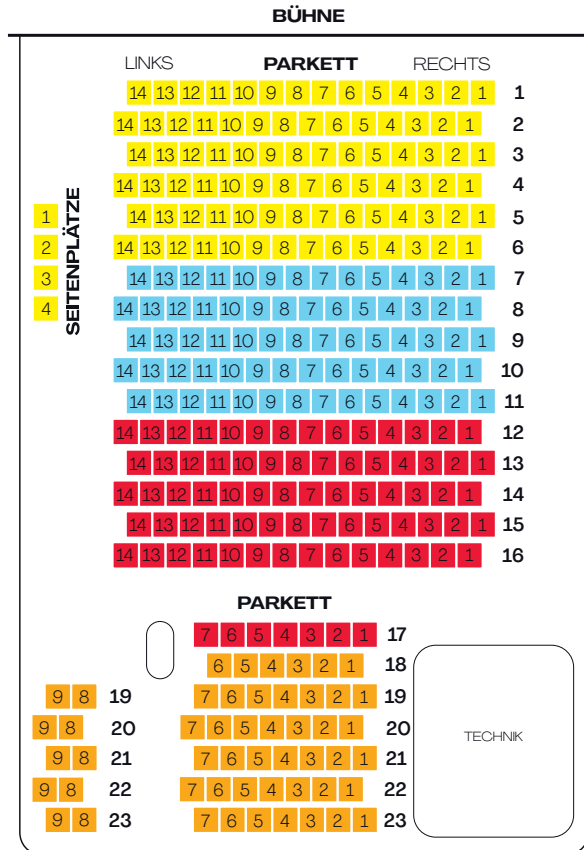 BÜHNE
LINKS PARKETT RECHTS
14 13 12 11 10 9 8 7 6 5 4 3 2 1 1
14 13 12 11 10 9 8 7 6 5 4 3 2 1 2
14 13 12 11 10 9 8 7 6 5 4 3 2 1 3
14 13 12 11 10 9 8 7 6 5 4 3 2 1 4
14 13 12 11 10 9 8 7 6 5 4 3 2 1 5
14 13 12 11 10 9 8 7 6 5 4 3 2 1 6
14 13 12 11 10 9 8 7 6 5 4 3 2 1 7
14 13 12 11 10 9 8 7 6 5 4 3 2 1 8
14 13 12 11 10 9 8 7 6 5 4 3 2 1 9
14 13 12 11 10 9 8 7 6 5 4 3 2 1 10
14 13 12 11 10 9 8 7 6 5 4 3 2 1 11
14 13 12 11 10 9 8 7 6 5 4 3 2 1 12
14 13 12 11 10 9 8 7 6 5 4 3 2 1 13
14 13 12 11 10 9 8 7 6 5 4 3 2 1 14
14 13 12 11 10 9 8 7 6 5 4 3 2 1 15
14 13 12 11 10 9 8 7 6 5 4 3 2 1 16
1
2
3
4
SEITENPLÄTZE
PARKETT
7 6 5 4 3 2 1 17
6 5 4 3 2 1 18
9 8 19 7 6 5 4 3 2 1 19
9 8 20 7 6 5 4 3 2 1 20
9 8 21 7 6 5 4 3 2 1 21
9 8 22 7 6 5 4 3 2 1 22
9 8 23 7 6 5 4 3 2 1 23
TECHNIK